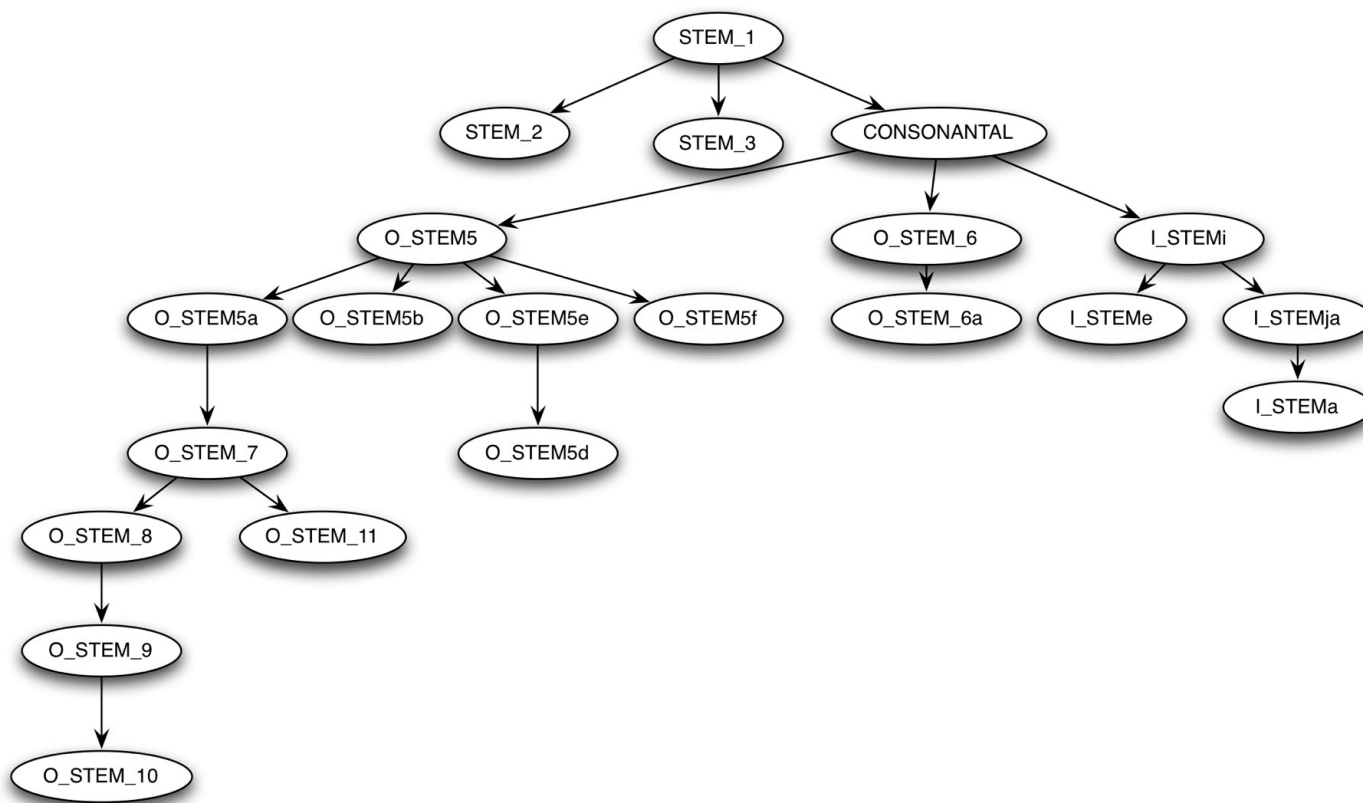 STEM_1
STEM_2
STEM_3
CONSONANTAL
O_STEM5
O_STEM_6
I_STEMi
O_STEM5a
O_STEM5b
O_STEM5e
O_STEM5f
O_STEM_6a
I_STEMe
I_STEMja
I_STEMa
O_STEM_7
O_STEM5d
O_STEM_8
O_STEM_11
O_STEM_9
O_STEM_10